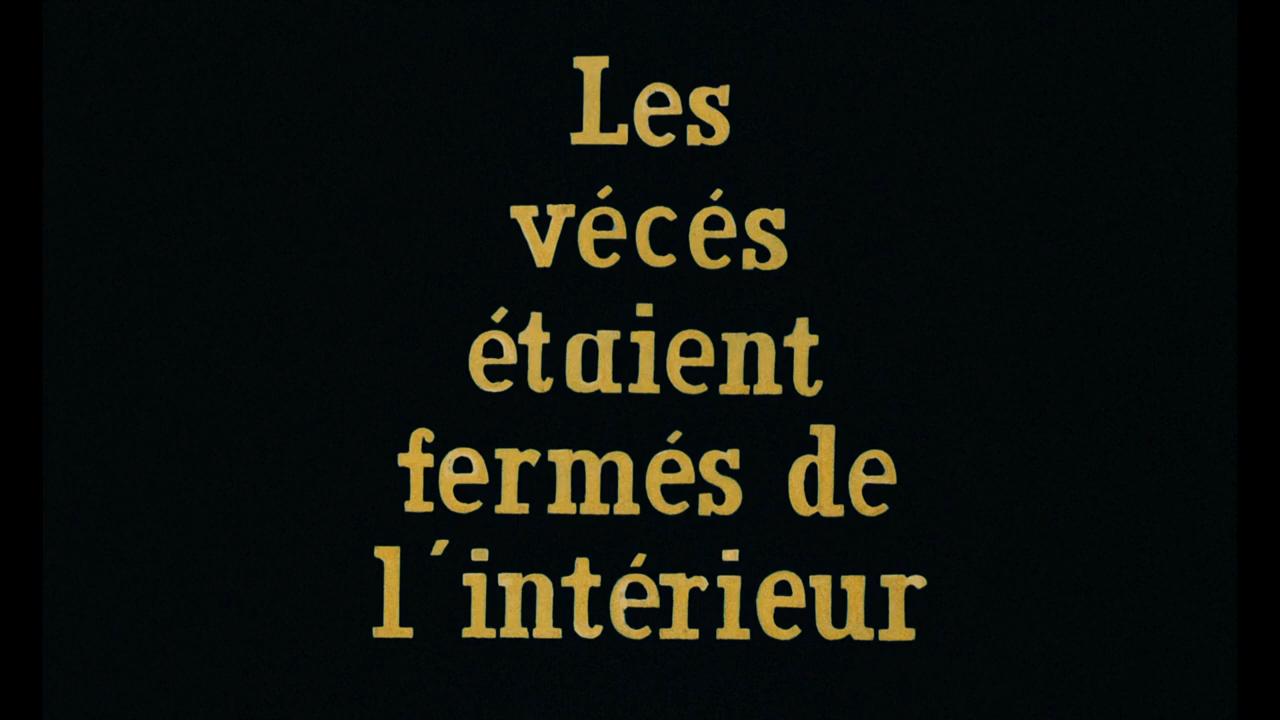 Les
vécés
étaient
fermés de
l´intérieur